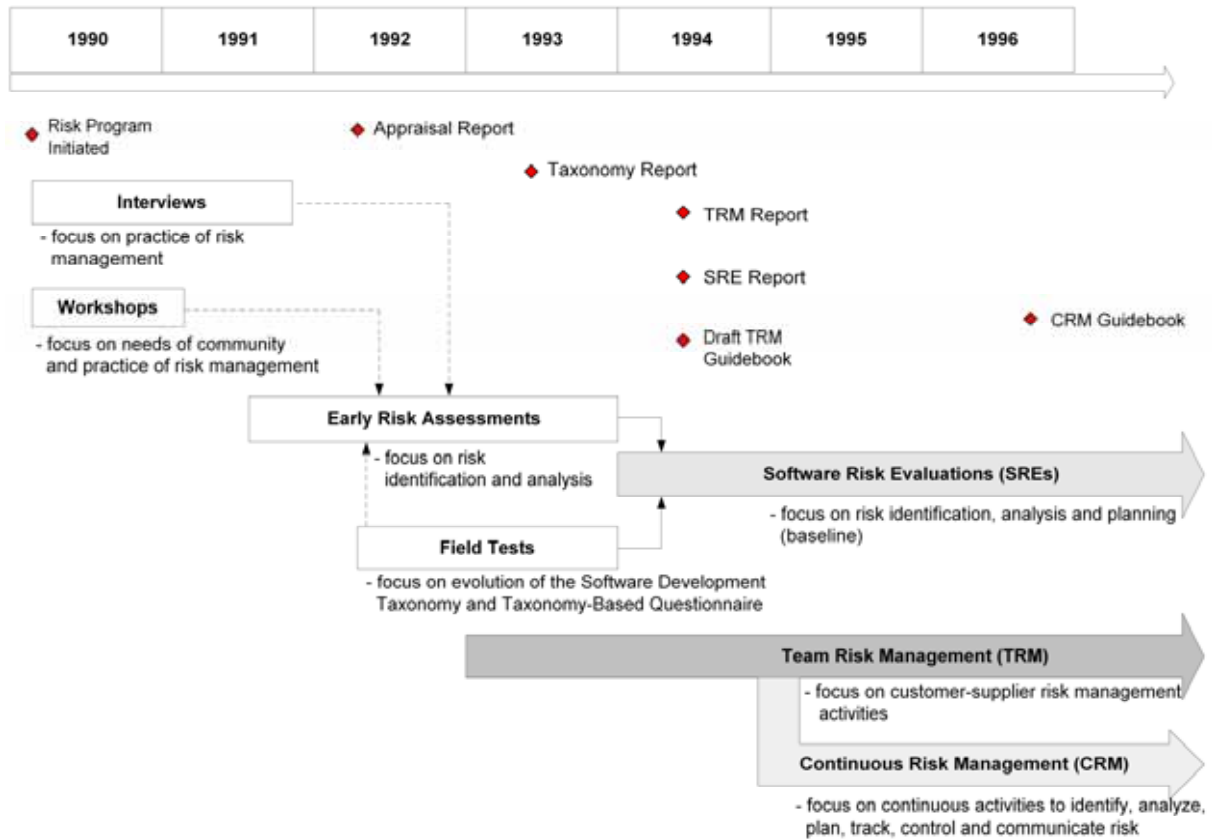 1990 1991 1992 1993 1994 1995 1996
Risk Program
Initiated
Appraisal Report
Taxonomy Report
Interviews
- focus on practice of risk
management
TRM Report
SRE Report
Workshops
- focus on needs of community
and practice of risk management
Draft TRM
Guidebook
CRM Guidebook
Early Risk Assessments
- focus on risk
identification and analysis
Software Risk Evaluations (SREs)
- focus on risk identification, analysis and planning
(baseline)
Field Tests
- focus on evolution of the Software Development
Taxonomy and Taxonomy-Based Questionnaire
Team Risk Management (TRM)
- focus on customer-supplier risk management
activities
Continuous Risk Management (CRM)
- focus on continuous activities to identify, analyze,
plan, track, control and communicate risk